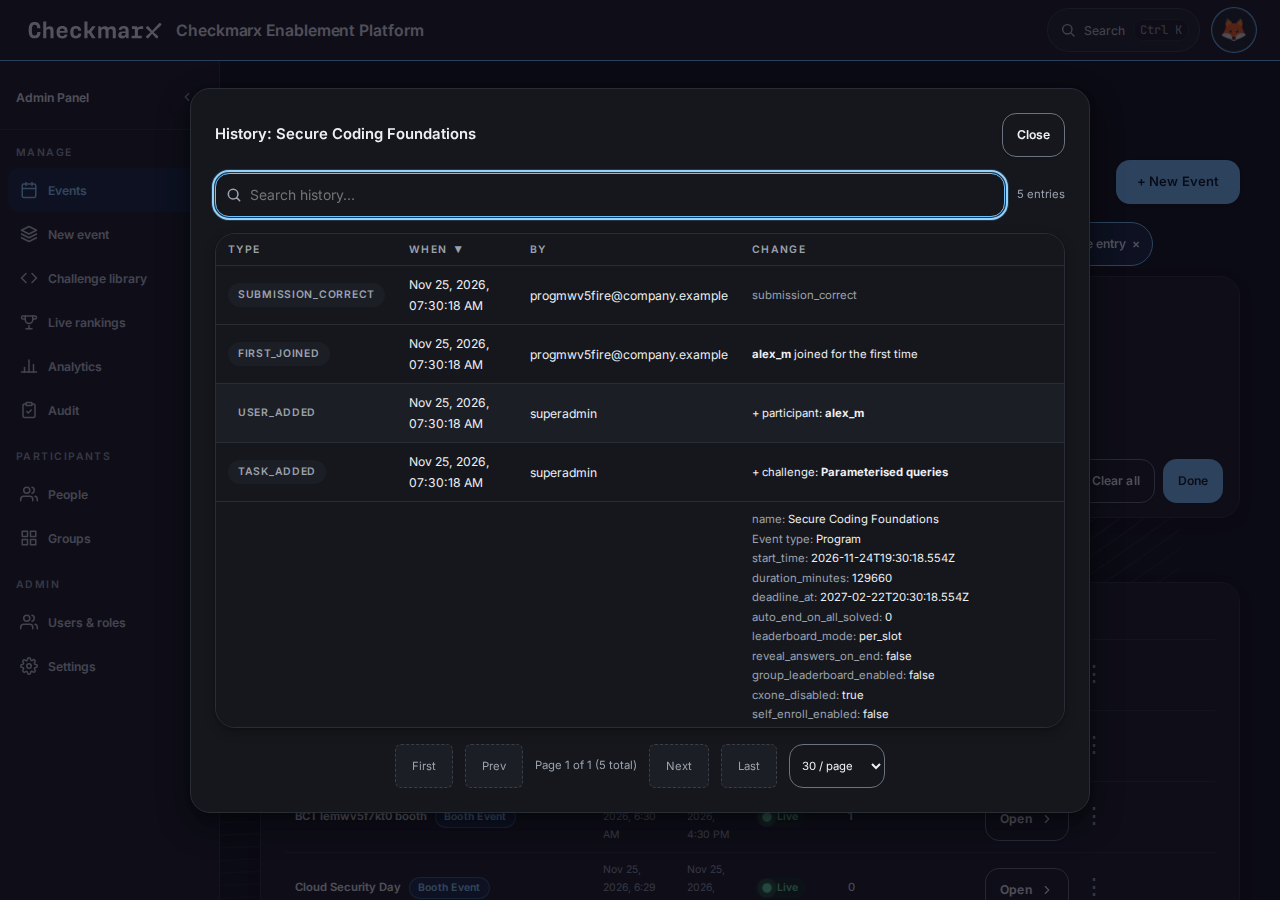 Checkmarx Checkmarx Enablement Platform
Search Ctrl K
Admin Panel
MANAGE
Events
New event
Challenge library
Live rankings
Analytics
Audit
PARTICIPANTS
People
Groups
ADMIN
Users & roles
Settings
+ New Event
entry ×
Clear all Done
History: Secure Coding Foundations
Close
Search history...
5 entries
TYPE WHEN ▼ BY CHANGE
SUBMISSION_CORRECT Nov 25, 2026, 07:30:18 AM progmwv5fire@company.example submission_correct
FIRST_JOINED Nov 25, 2026, 07:30:18 AM progmwv5fire@company.example alex_m joined for the first time
USER_ADDED Nov 25, 2026, 07:30:18 AM superadmin + participant: alex_m
TASK_ADDED Nov 25, 2026, 07:30:18 AM superadmin + challenge: Parameterised queries
name: Secure Coding Foundations
Event type: Program
start_time: 2026-11-24T19:30:18.554Z
duration_minutes: 129660
deadline_at: 2027-02-22T20:30:18.554Z
auto_end_on_all_solved: 0
leaderboard_mode: per_slot
reveal_answers_on_end: false
group_leaderboard_enabled: false
cxone_disabled: true
self_enroll_enabled: false
First Prev Page 1 of 1 (5 total) Next Last 30 / page
Booth Event 2026, 6:30 AM 2026, 4:30 PM Live 1 Open
Cloud Security Day Booth Event Nov 25, 2026, 6:29 Nov 25, 2026, Live 0 Open